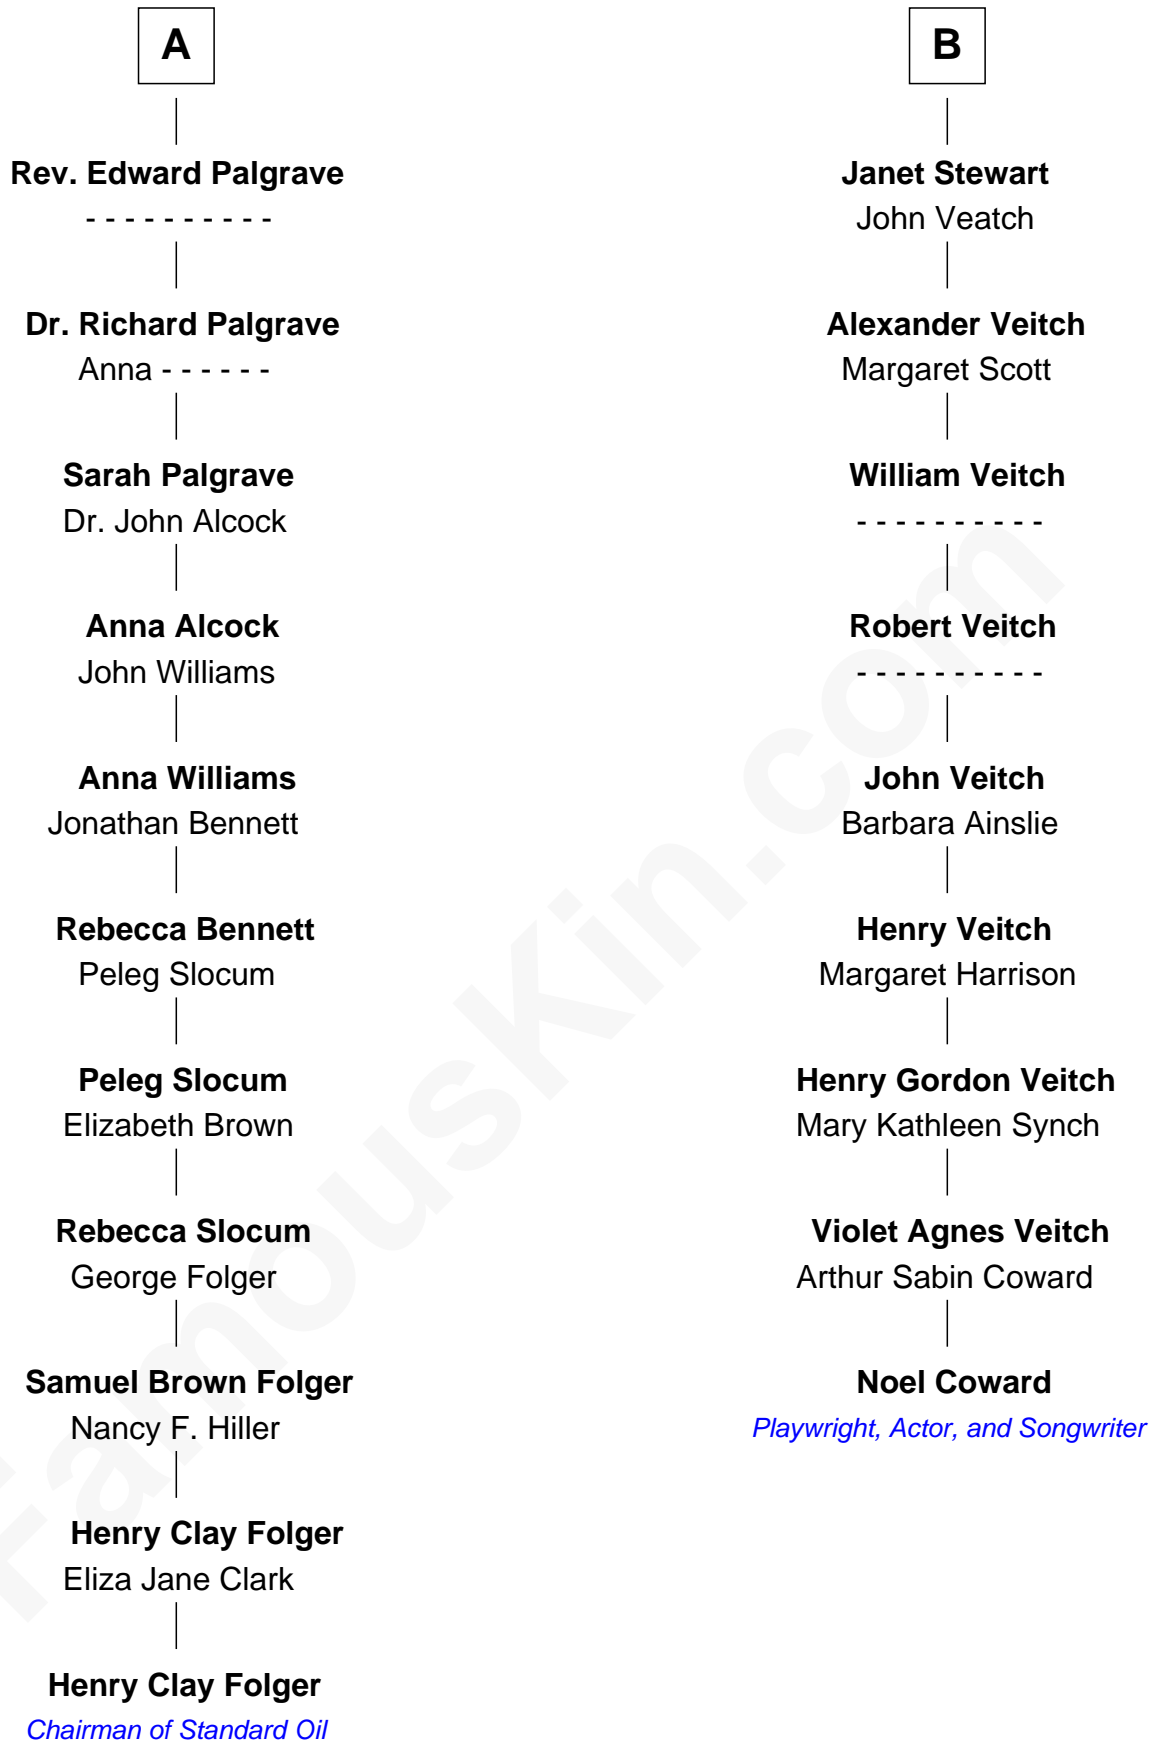 A
Rev. Edward Palgrave
- - - - - - - - - -
Dr. Richard Palgrave
Anna - - - - - -
Sarah Palgrave
Dr. John Alcock
Anna Alcock
John Williams
Anna Williams
Jonathan Bennett
Rebecca Bennett
Peleg Slocum
Peleg Slocum
Elizabeth Brown
Rebecca Slocum
George Folger
Samuel Brown Folger
Nancy F. Hiller
Henry Clay Folger
Eliza Jane Clark
Henry Clay Folger
Chairman of Standard Oil
B
Janet Stewart
John Veatch
Alexander Veitch
Margaret Scott
William Veitch
- - - - - - - - - -
Robert Veitch
- - - - - - - - - -
John Veitch
Barbara Ainslie
Henry Veitch
Margaret Harrison
Henry Gordon Veitch
Mary Kathleen Synch
Violet Agnes Veitch
Arthur Sabin Coward
Noel Coward
Playwright, Actor, and Songwriter
FamousKin.com